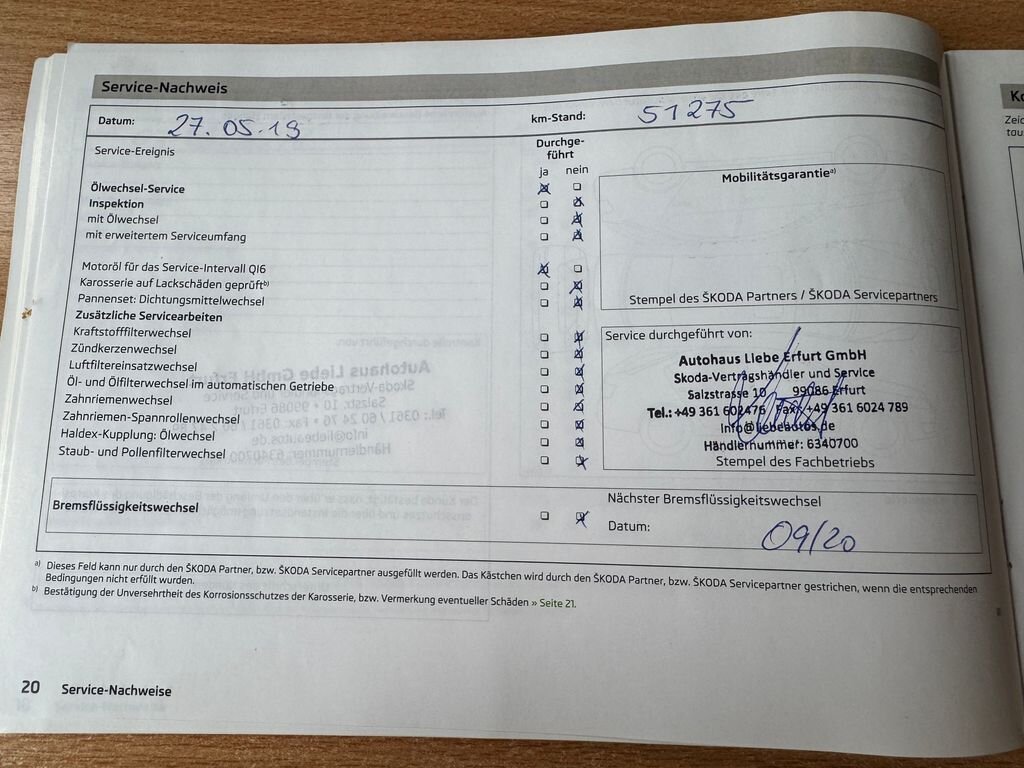 Service-Nachweis
Datum: 27.05.19 km-Stand: 51275
Service-Ereignis
Durchge-
führt
ja nein
Mobilitätsgarantie a)
Ölwechsel-Service
Inspektion
mit Ölwechsel
mit erweitertem Serviceumfang
Motoröl für das Service-Intervall QI6
Karosserie auf Lackschäden geprüft b)
Pannenset: Dichtungsmittelwechsel
Stempel des ŠKODA Partners / ŠKODA Servicepartners
Zusätzliche Servicearbeiten
Kraftstofffilterwechsel
Zündkerzenwechsel
Luftfiltereinsatzwechsel
Öl- und Ölfilterwechsel im automatischen Getriebe
Zahnriemenwechsel
Zahnriemen-Spannrollenwechsel
Haldex-Kupplung: Ölwechsel
Staub- und Pollenfilterwechsel
Service durchgeführt von:
Autohaus Liebe Erfurt GmbH
Skoda-Vertragshändler und Service
Salzstrasse 10 99086 Erfurt
Tel.: +49 361 602476 Fax: +49 361 6024 789
Info@liebeautos.de
Händlernummer: 6340700
Stempel des Fachbetriebs
Bremsflüssigkeitswechsel
Nächster Bremsflüssigkeitswechsel
Datum: 09/20
a) Dieses Feld kann nur durch den ŠKODA Partner, bzw. ŠKODA Servicepartner ausgefüllt werden. Das Kästchen wird durch den ŠKODA Partner, bzw. ŠKODA Servicepartner gestrichen, wenn die entsprechenden
Bedingungen nicht erfüllt wurden.
b) Bestätigung der Unversehrtheit des Korrosionsschutzes der Karosserie, bzw. Vermerkung eventueller Schäden » Seite 21.
20 Service-Nachweise